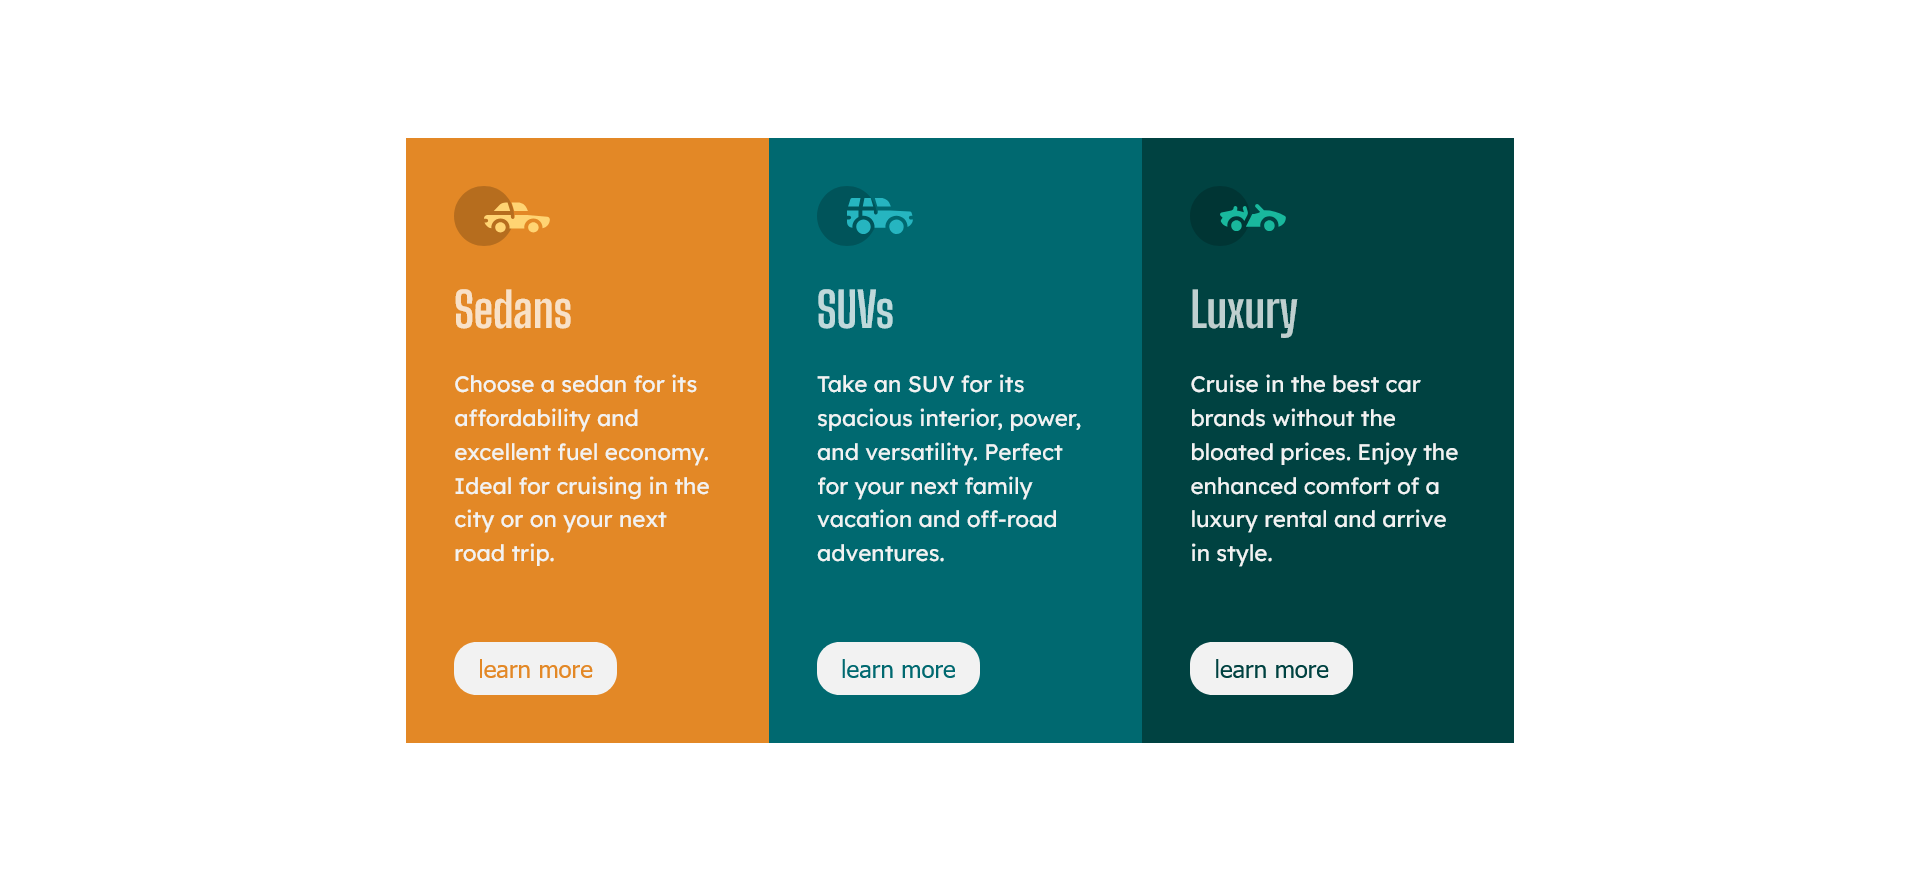 Sedans
Choose a sedan for its
affordability and
excellent fuel economy.
Ideal for cruising in the
city or on your next
road trip.
learn more
SUVs
Take an SUV for its
spacious interior, power,
and versatility. Perfect
for your next family
vacation and off-road
adventures.
learn more
Luxury
Cruise in the best car
brands without the
bloated prices. Enjoy the
enhanced comfort of a
luxury rental and arrive
in style.
learn more